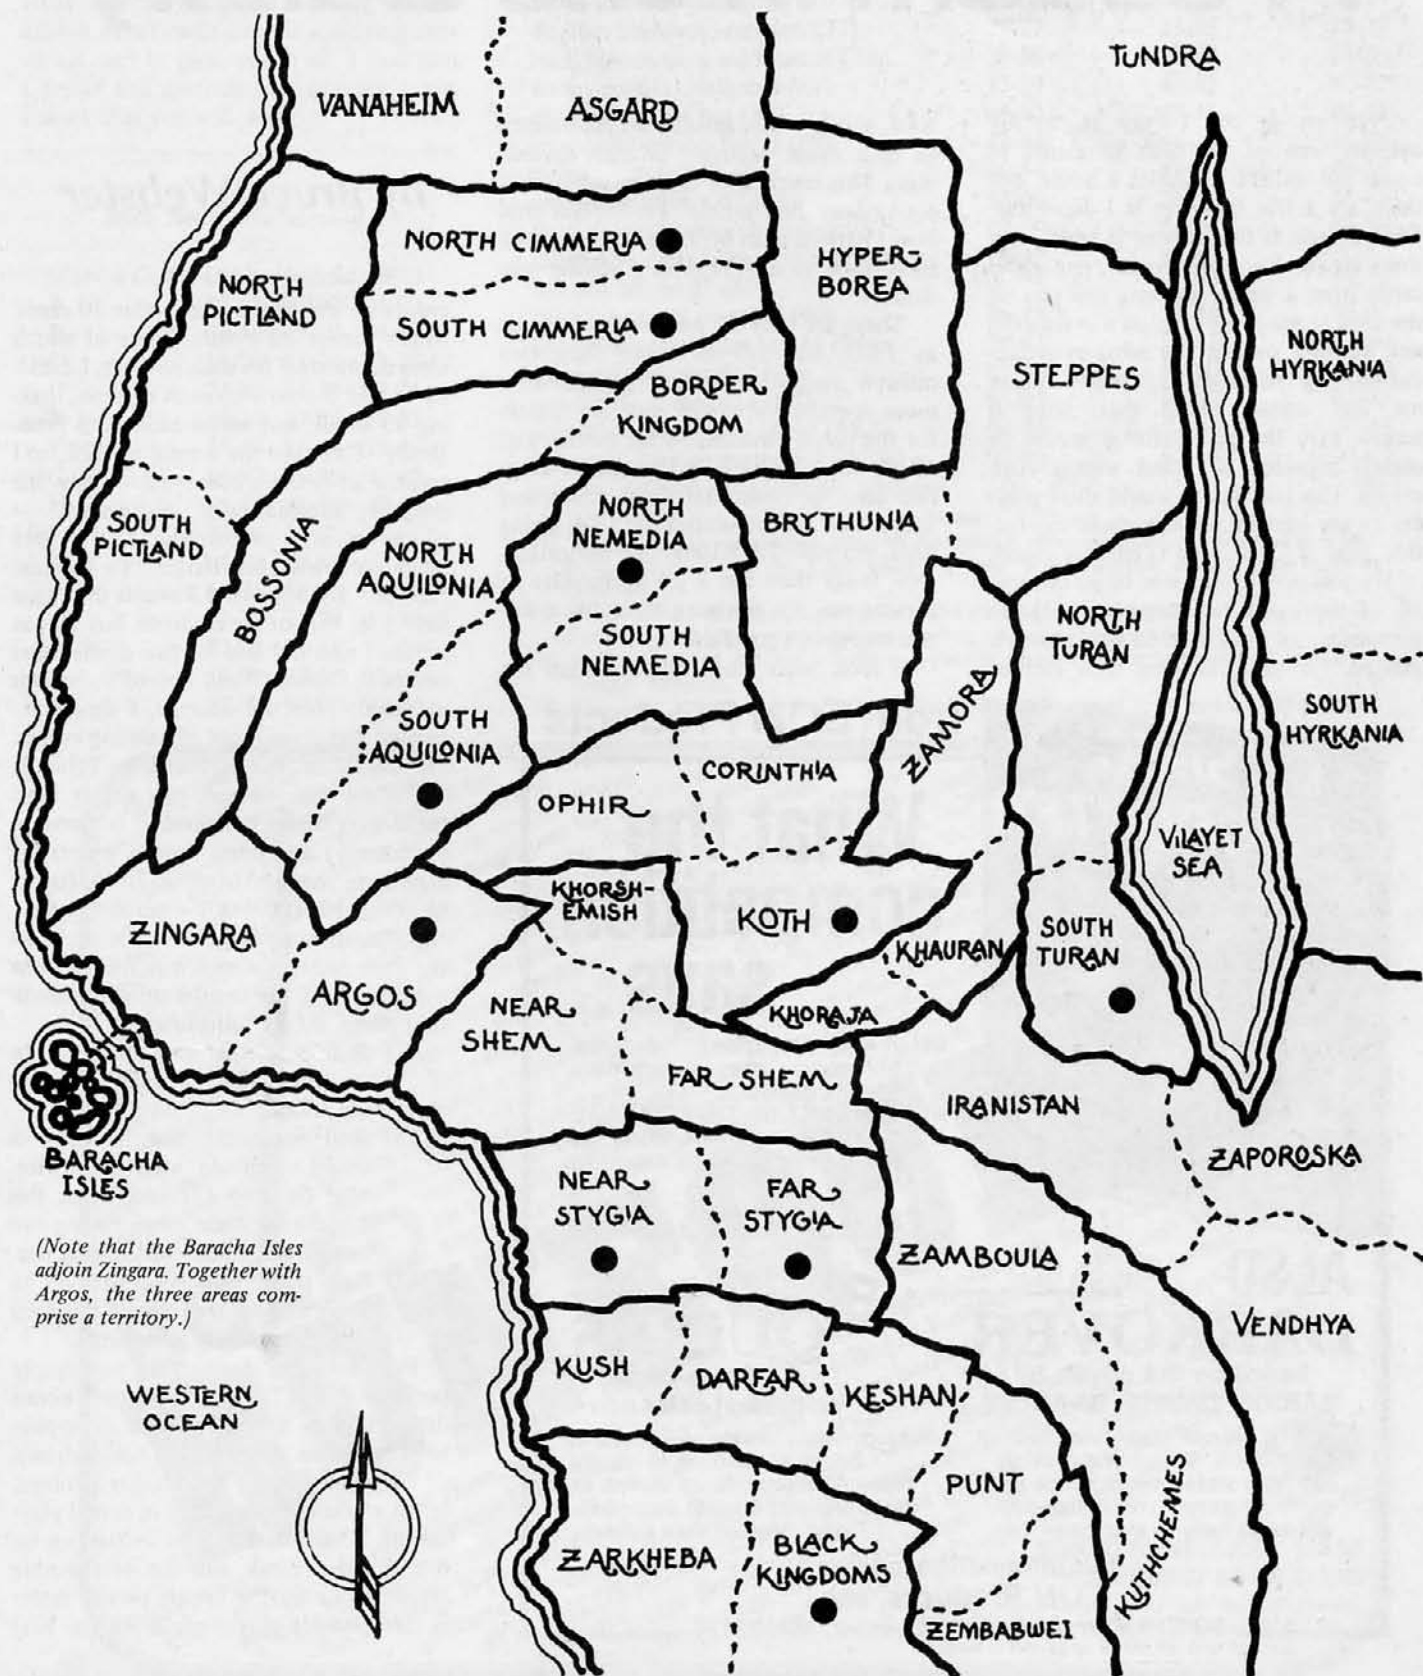 TUNDRA
VANAHEIM
ASGARD
NORTH CIMMERIA
HYPER
BOREA
NORTH
PICTLAND
SOUTH CIMMERIA
NORTH
HYRKANIA
STEPPES
BORDER
KINGDOM
SOUTH
PICTLAND
BOSSONIA
NORTH
AQUILONIA
NORTH
NEMEDIA
BRYTHUNIA
NORTH
TURAN
SOUTH
NEMEDIA
SOUTH
HYRKANIA
ZAMORA
SOUTH
AQUILONIA
CORINTHIA
OPHIR
VILAYET
SEA
KHORSH-
EMISH
KOTH
ZINGARA
KHAURAN
SOUTH
TURAN
ARGOS
NEAR
SHEM
KHORAJA
FAR SHEM
IRANISTAN
BARACHA
ISLES
ZAPOROSKA
NEAR
STYGIA
FAR
STYGIA
ZAMBOULA
(Note that the Baracha Isles
adjoin Zingara. Together with
Argos, the three areas com-
prise a territory.)
VENDHYA
KUSH
DARFAR
KESHAN
WESTERN
OCEAN
PUNT
KUTHCHEMES
ZARKHEBA
BLACK
KINGDOMS
ZEMBABWEI